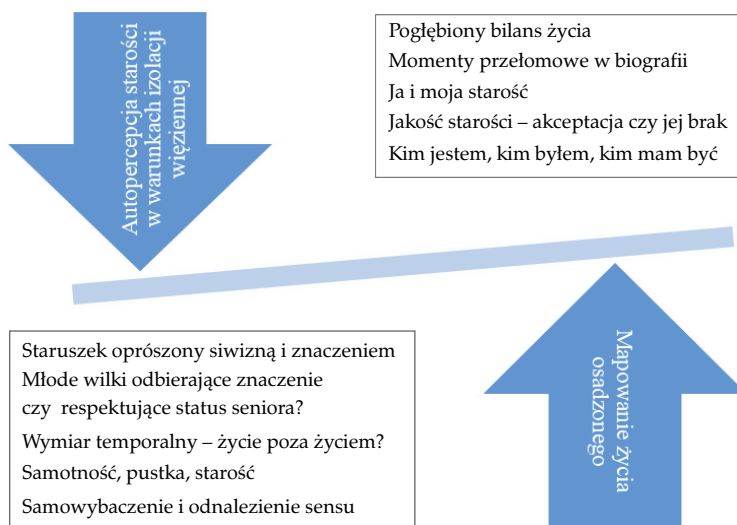 Autopercepcja starości
w warunkach izolacji
więziennej
Pogłębiony bilans życia
Momenty przełomowe w biografii
Ja i moja starość
Jakość starości – akceptacja czy jej brak
Kim jestem, kim byłem, kim mam być
Staruszek oprószony siwizną i znaczeniem
Młode wilki odbierające znaczenie
czy respektujące status seniora?
Wymiar temporalny – życie poza życiem?
Samotność, pustka, starość
Samowybaczenie i odnalezienie sensu
Mapowanie życia
osadzonego